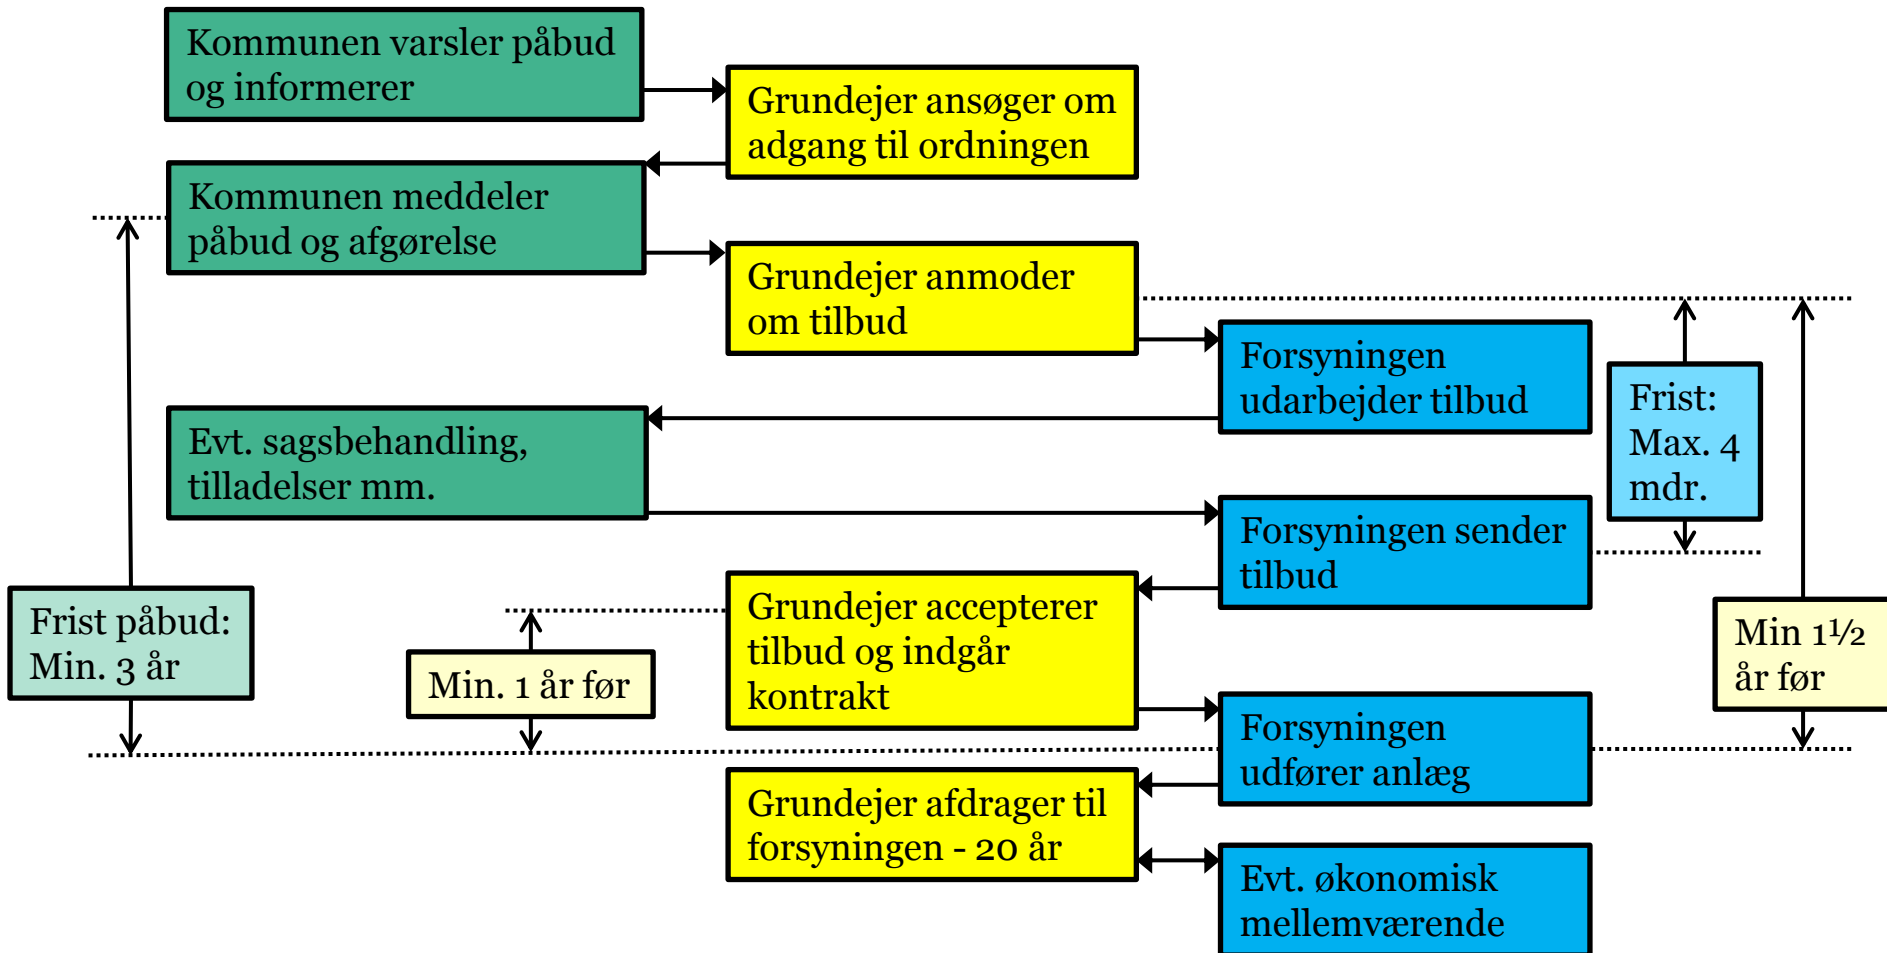 Kommunen varsler påbud
og informerer
Grundejer ansøger om
adgang til ordningen
Kommunen meddeler
påbud og afgørelse
Grundejer anmoder
om tilbud
Forsyningen
udarbejder tilbud
Frist:
Max. 4
mdr.
Evt. sagsbehandling,
tilladelser mm.
Forsyningen sender
tilbud
Grundejer accepterer
tilbud og indgår
kontrakt
Frist påbud:
Min. 3 år
Min. 1 år før
Min 1½
år før
Forsyningen
udfører anlæg
Grundejer afdrager til
forsyningen - 20 år
Evt. økonomisk
mellemværende